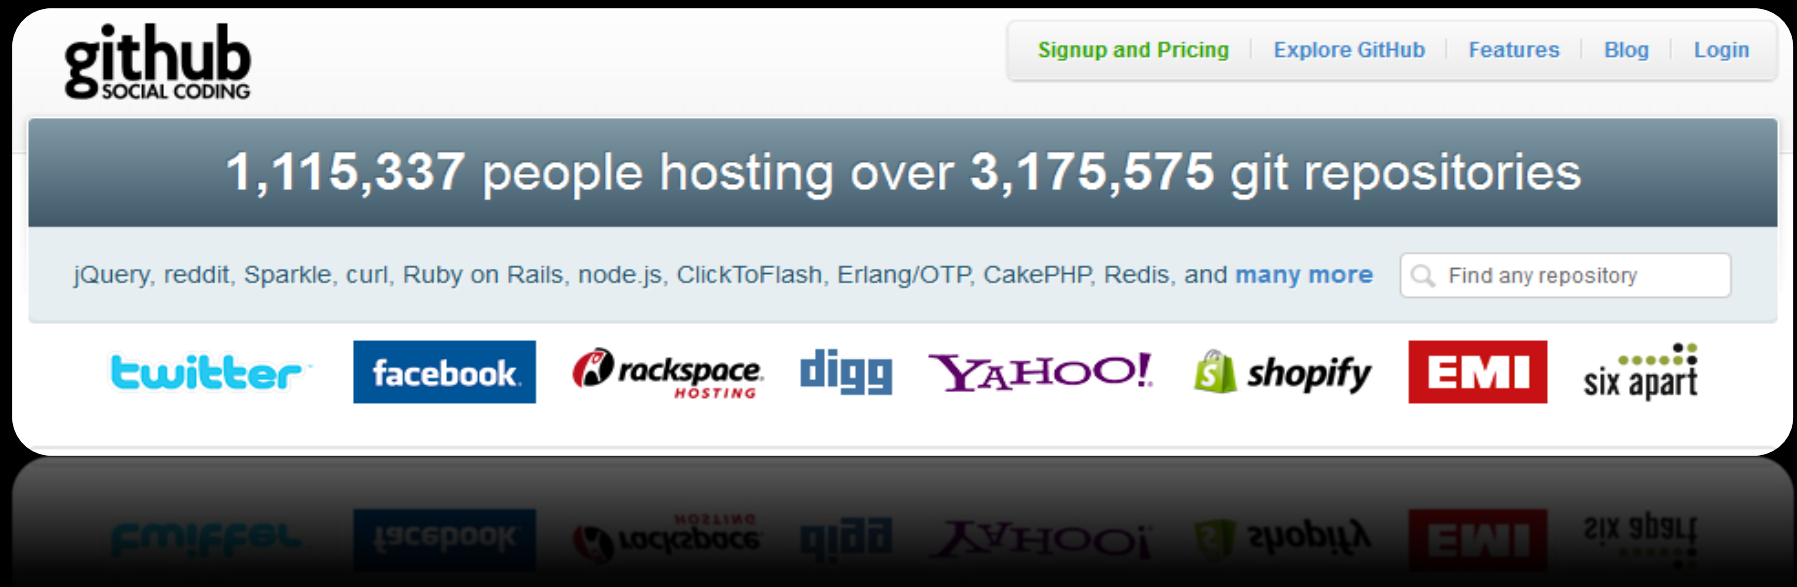 github
SOCIAL CODING
Signup and Pricing
Explore GitHub
Features
Blog
Login
1,115,337 people hosting over 3,175,575 git repositories
jQuery, reddit, Sparkle, curl, Ruby on Rails, node.js, ClickToFlash, Erlang/OTP, CakePHP, Redis, and many more
Find any repository
twitter
facebook.
rackspace.
HOSTING
digg
YAHOO!
shopify
EMI
six apart